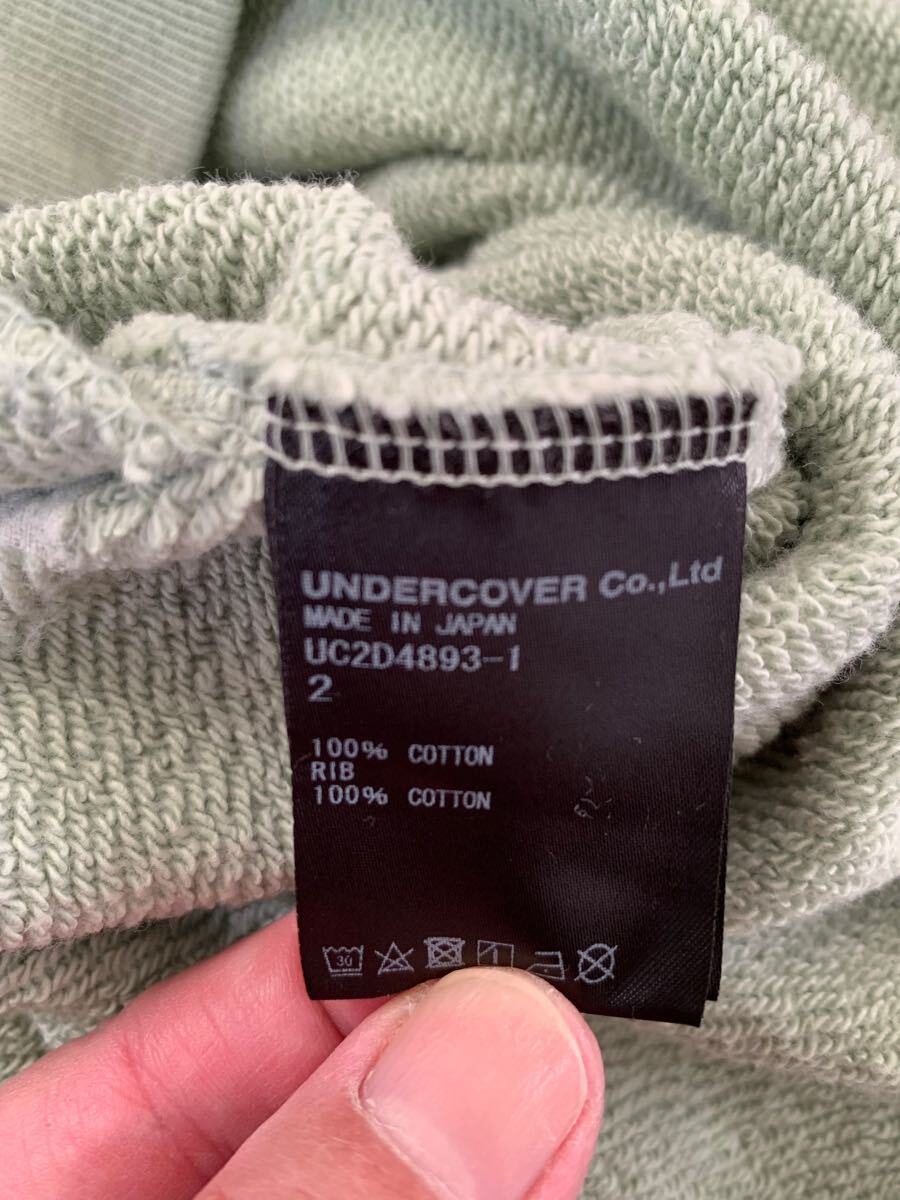 UNDERCOVER Co.,Ltd
MADE IN JAPAN
UC2D4893-1
2
100% COTTON
RIB
100% COTTON
30